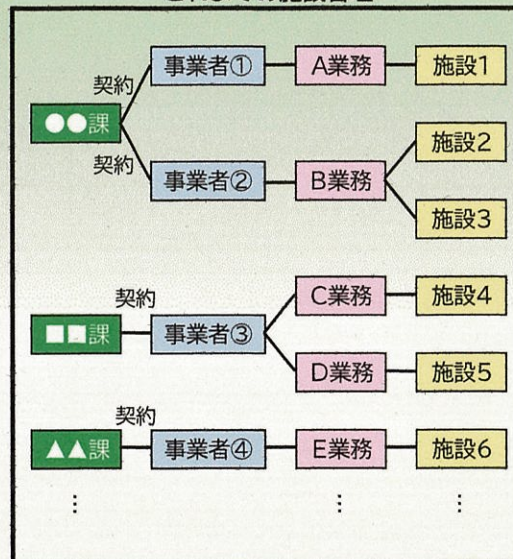 契約 事業者① A業務 施設1
●●課
契約 事業者② B業務 施設2
施設3
契約 C業務 施設4
■■課 事業者③
D業務 施設5
契約
▲▲課 事業者④ E業務 施設6
⋮ ⋮ ⋮